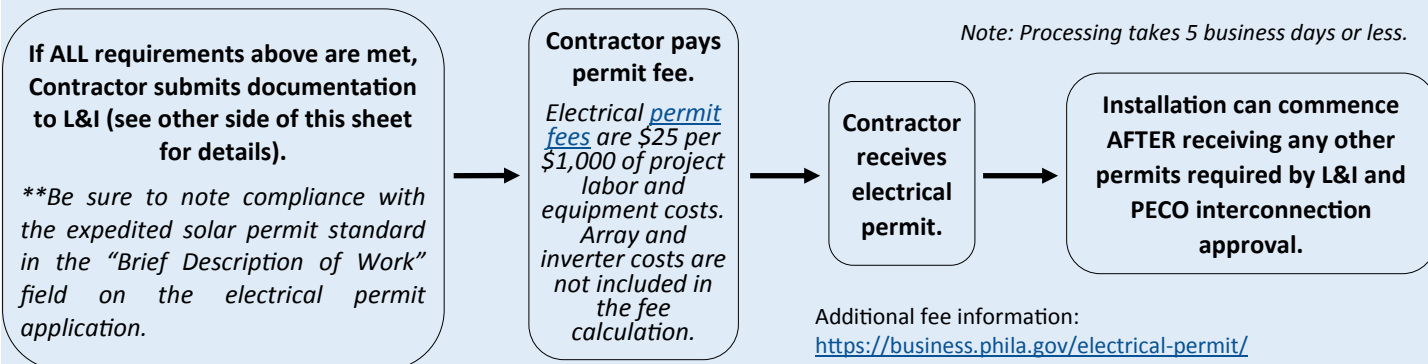 If ALL requirements above are met,
Contractor submits documentation
to L&I (see other side of this sheet
for details).
**Be sure to note compliance with
the expedited solar permit standard
in the “Brief Description of Work”
field on the electrical permit
application.
Contractor pays
permit fee.
Electrical permit
fees are $25 per
$1,000 of project
labor and
equipment costs.
Array and
inverter costs are
not included in
the fee
calculation.
Contractor
receives
electrical
permit.
Note: Processing takes 5 business days or less.
Installation can commence
AFTER receiving any other
permits required by L&I and
PECO interconnection
approval.
Additional fee information:
https://business.phila.gov/electrical-permit/